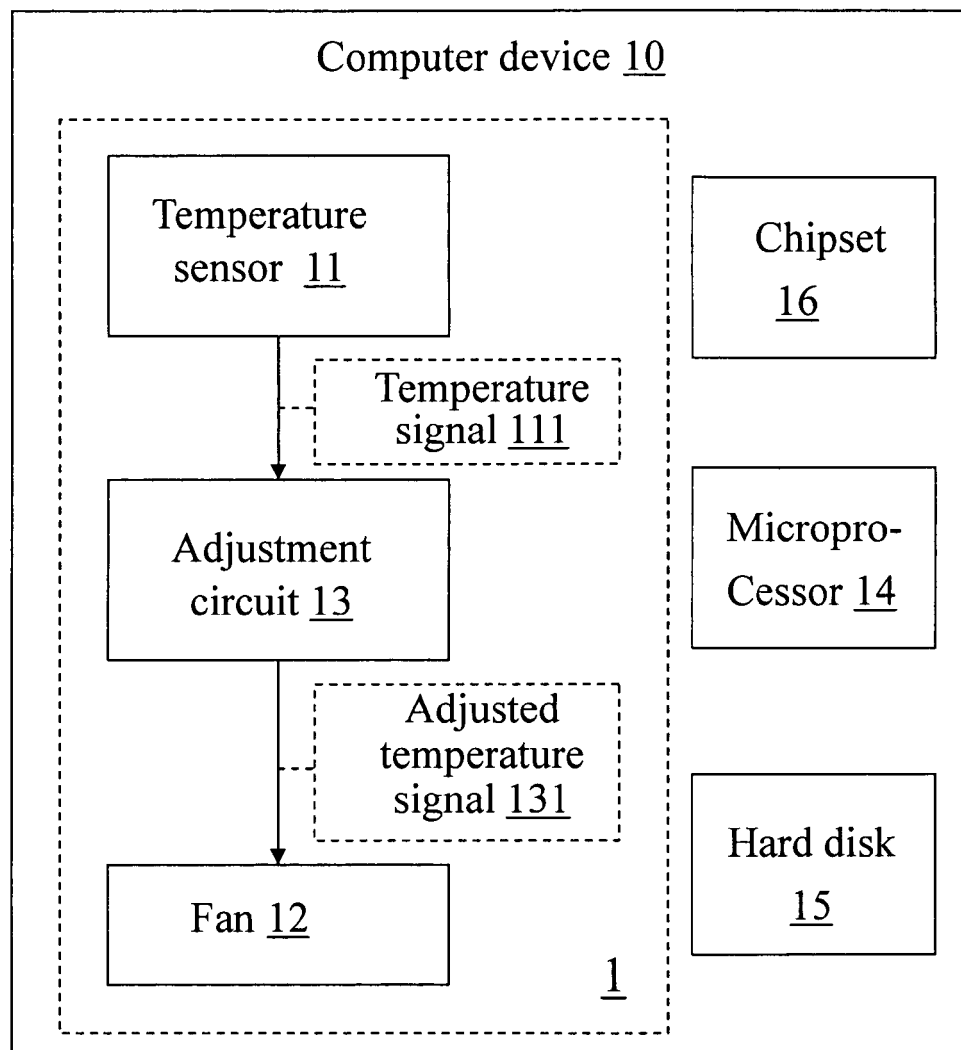 Computer device 10
Temperature
sensor 11
Temperature
signal 111
Adjustment
circuit 13
Adjusted
temperature
signal 131
Fan 12
1
Chipset
16
Micropro-
Cessor 14
Hard disk
15